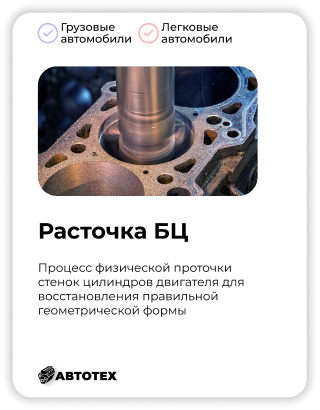 Грузовые автомобили
Легковые автомобили
Расточка БЦ
Процесс физической проточки
стенок цилиндров двигателя для
восстановления правильной
геометрической формы
АВТОТЕХ